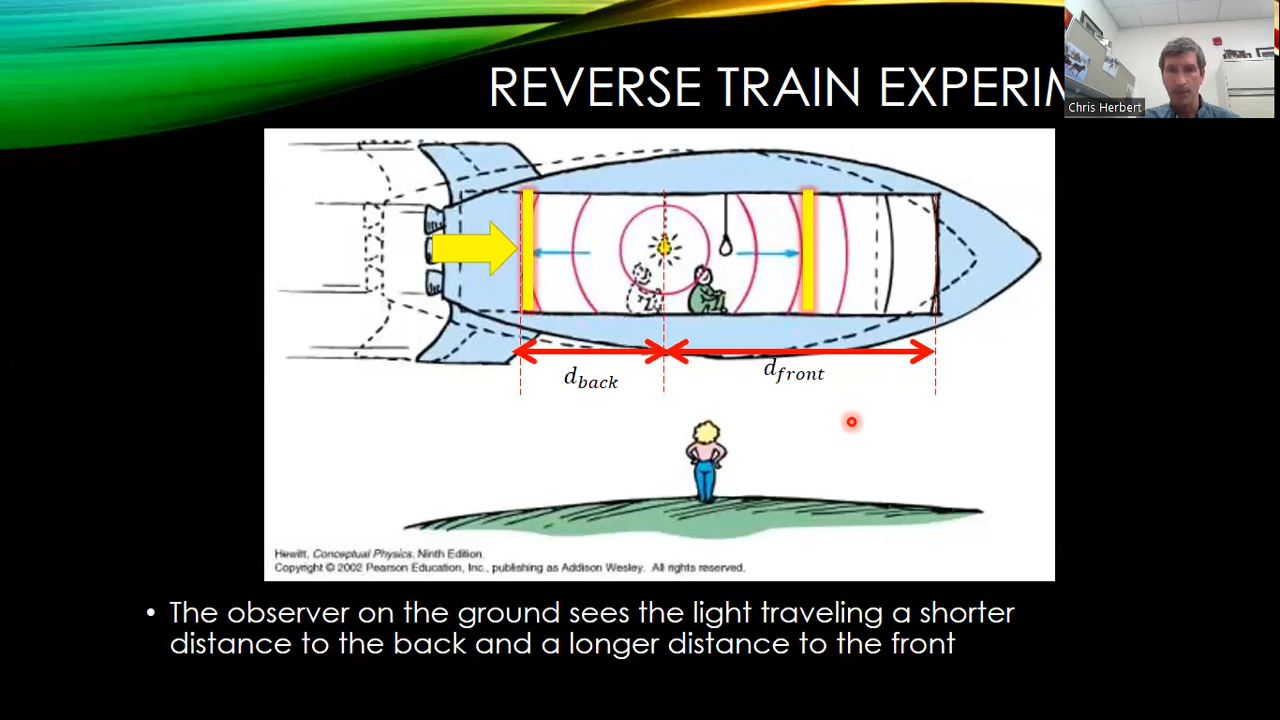 REVERSE TRAIN EXPERIM
Chris Herbert
d_back
d_front
Hewitt, Conceptual Physics, Ninth Edition.
Copyright © 2002 Pearson Education, Inc., publishing as Addison Wesley. All rights reserved.
• The observer on the ground sees the light traveling a shorter
distance to the back and a longer distance to the front